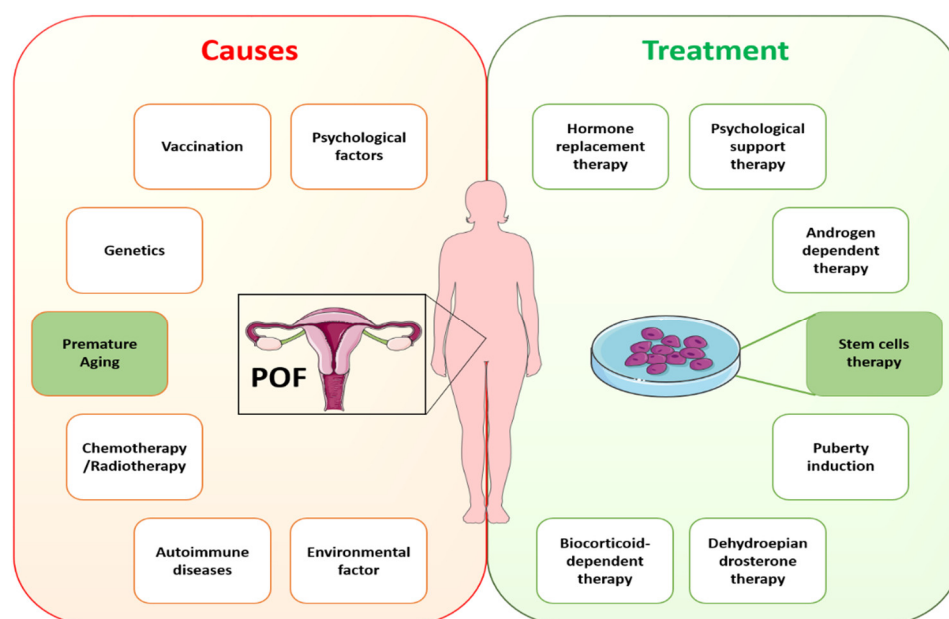 Causes
Vaccination
Psychological
factors
Genetics
Premature
Aging
Chemotherapy
/Radiotherapy
Autoimmune
diseases
Environmental
factor
POF
Treatment
Hormone
replacement
therapy
Psychological
support
therapy
Androgen
dependent
therapy
Stem cells
therapy
Puberty
induction
Biocorticoid-
dependent
therapy
Dehydroepian
drosterone
therapy